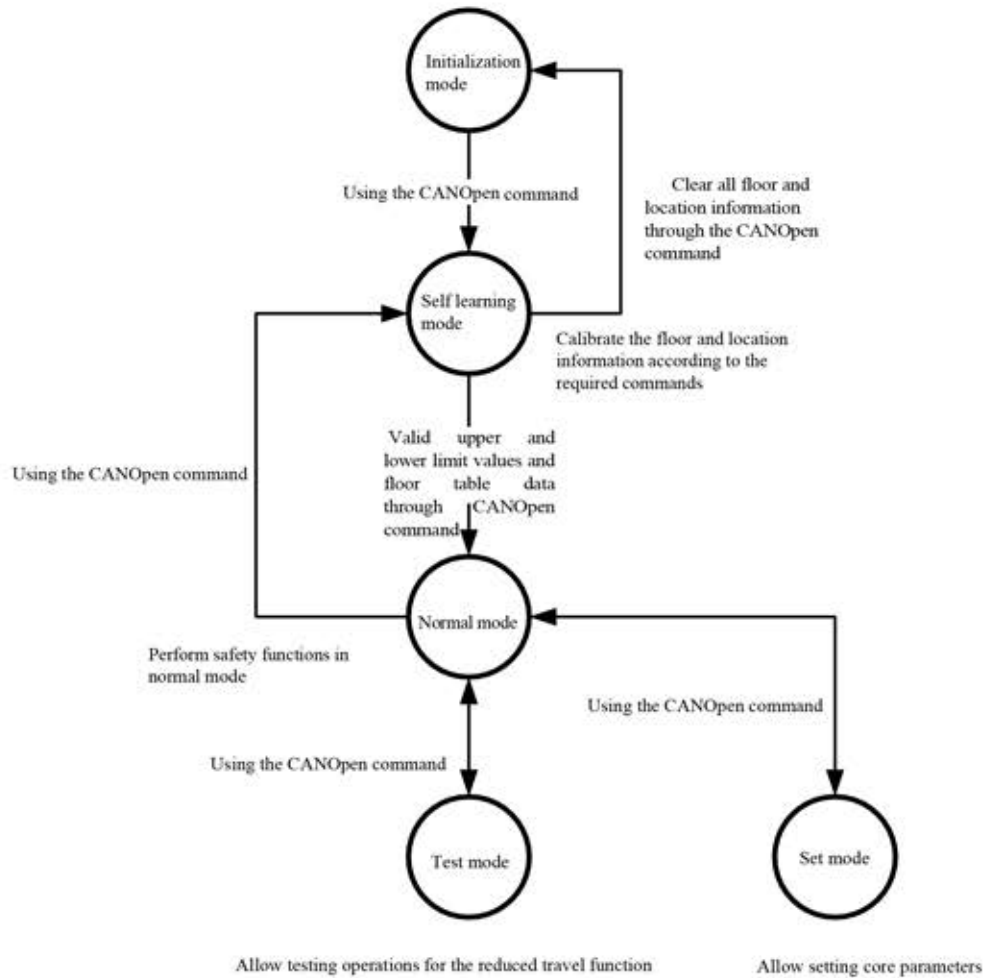 Initialization
mode
Using the CANOpen command
Clear all floor and
location information
through the CANOpen
command
Self learning
mode
Calibrate the floor and location
information according to the
required commands
Valid upper and
lower limit values and
floor table data
through CANOpen
command
Using the CANOpen command
Normal mode
Perform safety functions in
normal mode
Using the CANOpen command
Using the CANOpen command
Test mode
Set mode
Allow testing operations for the reduced travel function
Allow setting core parameters